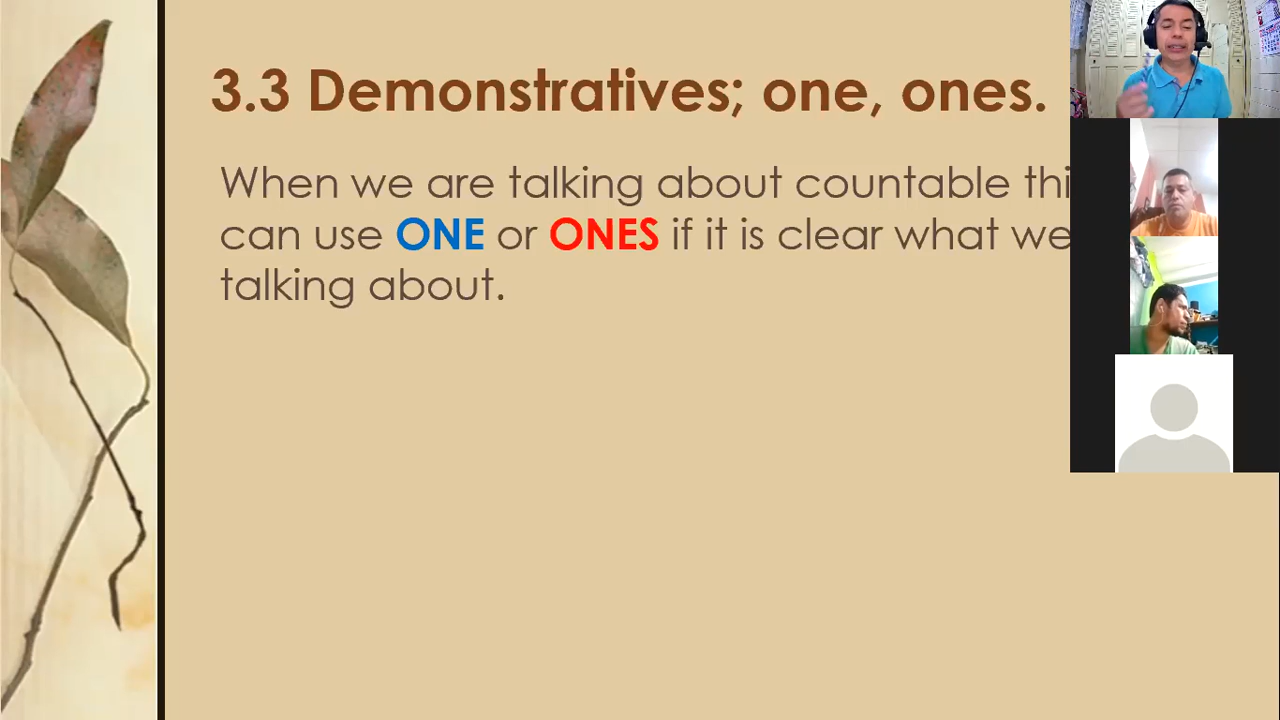 3.3 Demonstratives; one, ones.
When we are talking about countable thi
can use ONE or ONES if it is clear what we
talking about.